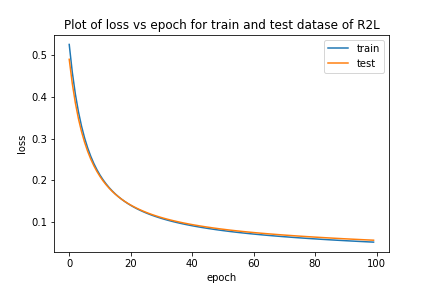 Plot of loss vs epoch for train and test datase of R2L
train
test
loss
0.5
0.4
0.3
0.2
0.1
0 20 40 60 80 100
epoch